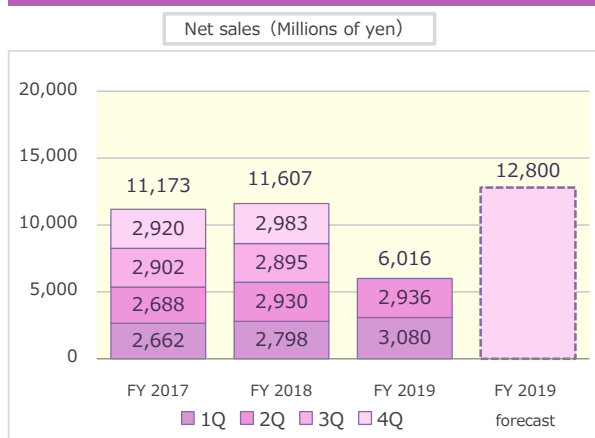 Net sales（Millions of yen）
20,000
15,000
10,000
5,000
0
11,173
2,920
2,902
2,688
2,662
11,607
2,983
2,895
2,930
2,798
6,016
2,936
3,080
12,800
FY 2017
FY 2018
FY 2019
FY 2019
forecast
1Q 2Q 3Q 4Q